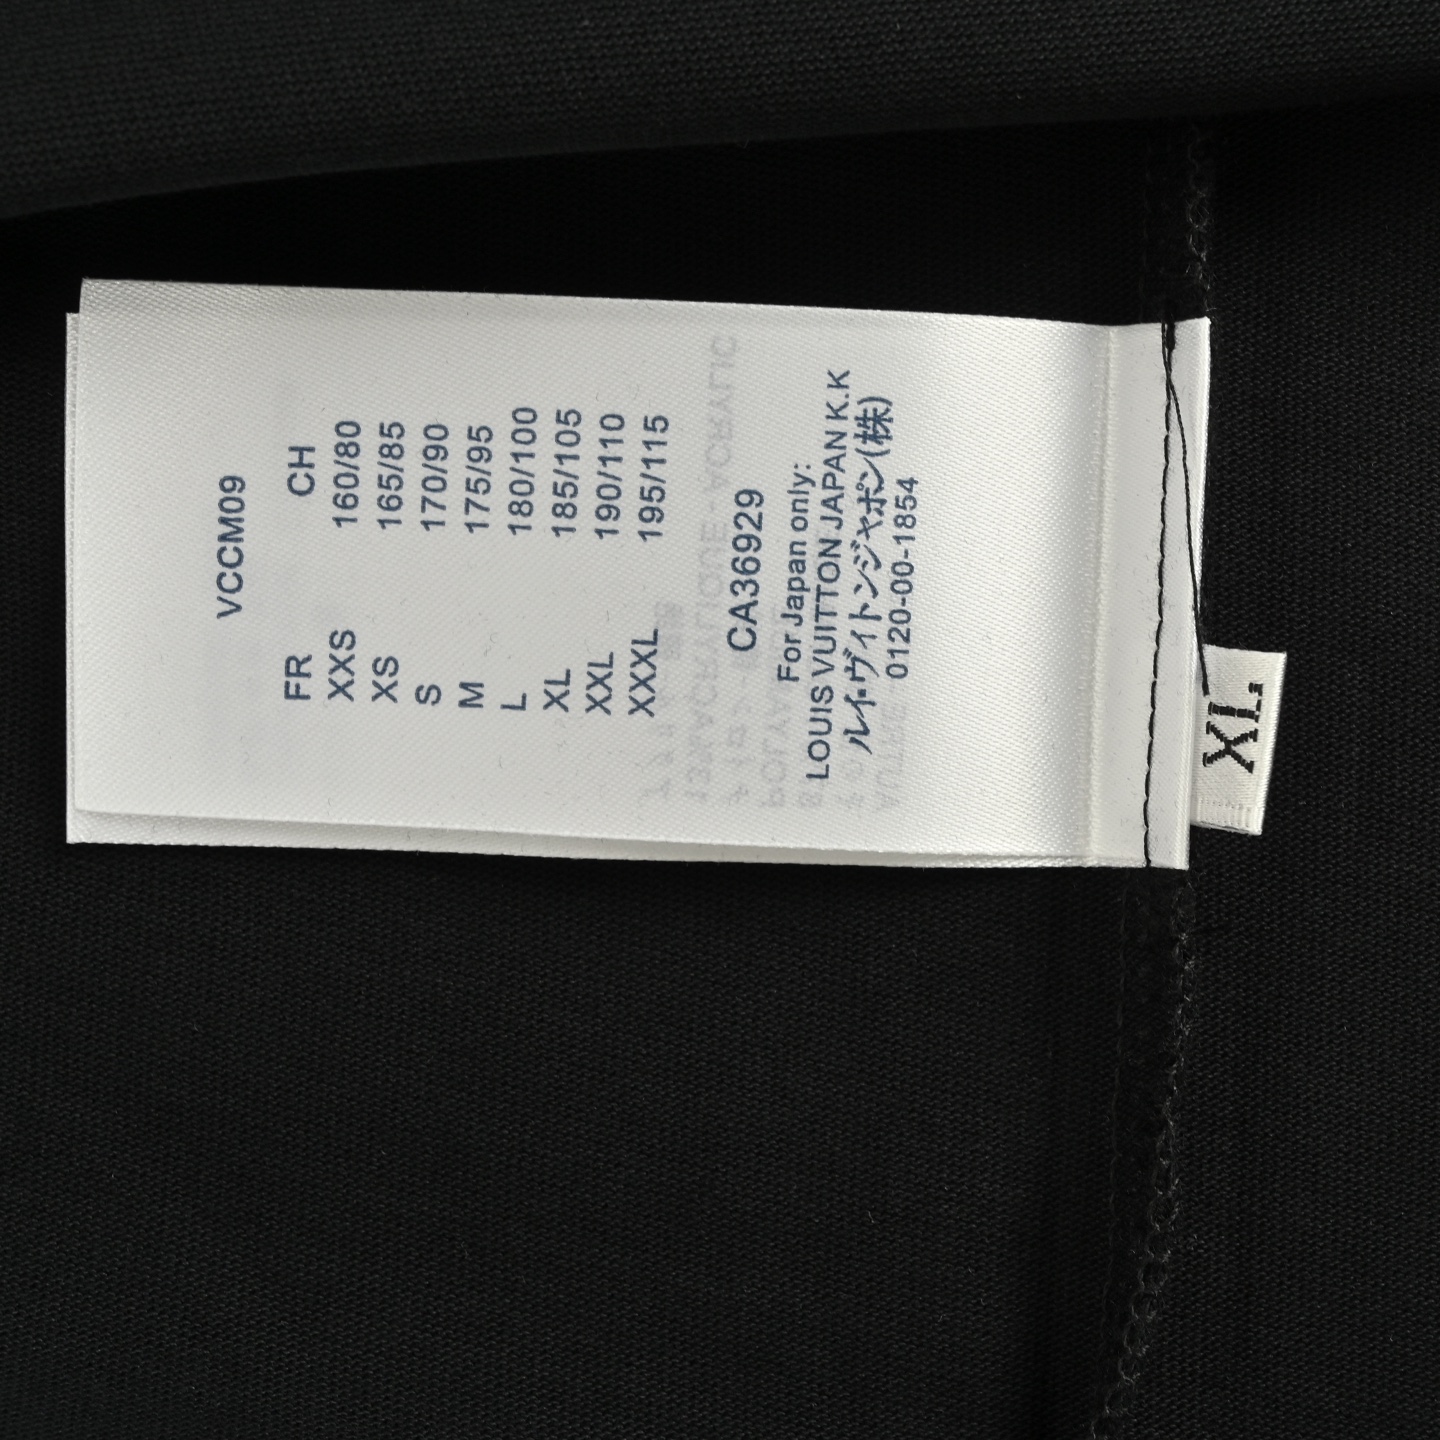 VCCM09
FR CH
XXS 160/80
XS 165/85
S 170/90
M 175/95
L 180/100
XL 185/105
XXL 190/110
XXXL 195/115
CA36929
For Japan only:
LOUIS VUITTON JAPAN K.K
ルイ・ヴィトンジャポン(株)
0120-00-1854
XL